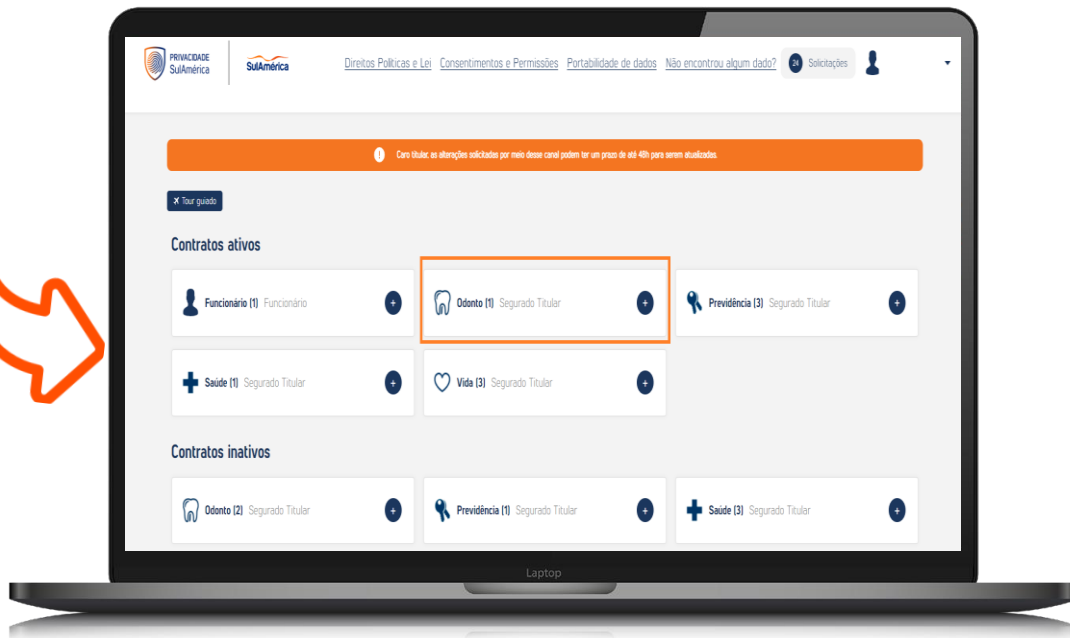 PRIVACIDADE
SulAmérica
SulAmérica
Direitos Políticas e Lei Consentimentos e Permissões Portabilidade de dados Não encontrou algum dado? 24 Solicitações
! Caro titular, as alterações solicitadas por meio desse canal podem ter um prazo de até 48h para serem atualizadas.
Tour guiado
Contratos ativos
Funcionário (1) Funcionário +
Odonto (1) Segurado Titular +
Previdência (3) Segurado Titular +
Saúde (1) Segurado Titular +
Vida (3) Segurado Titular +
Contratos inativos
Odonto (2) Segurado Titular +
Previdência (1) Segurado Titular +
Saúde (3) Segurado Titular +
Laptop